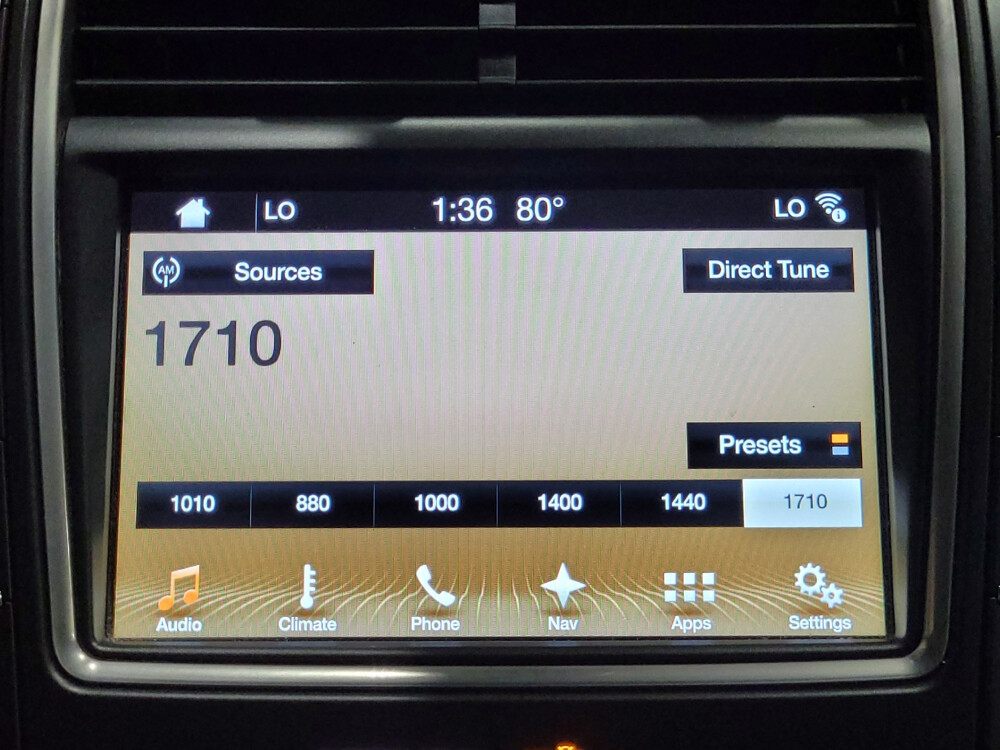 LO 1:36 80° LO
AM Sources Direct Tune
1710
Presets
1010 880 1000 1400 1440 1710
Audio Climate Phone Nav Apps Settings